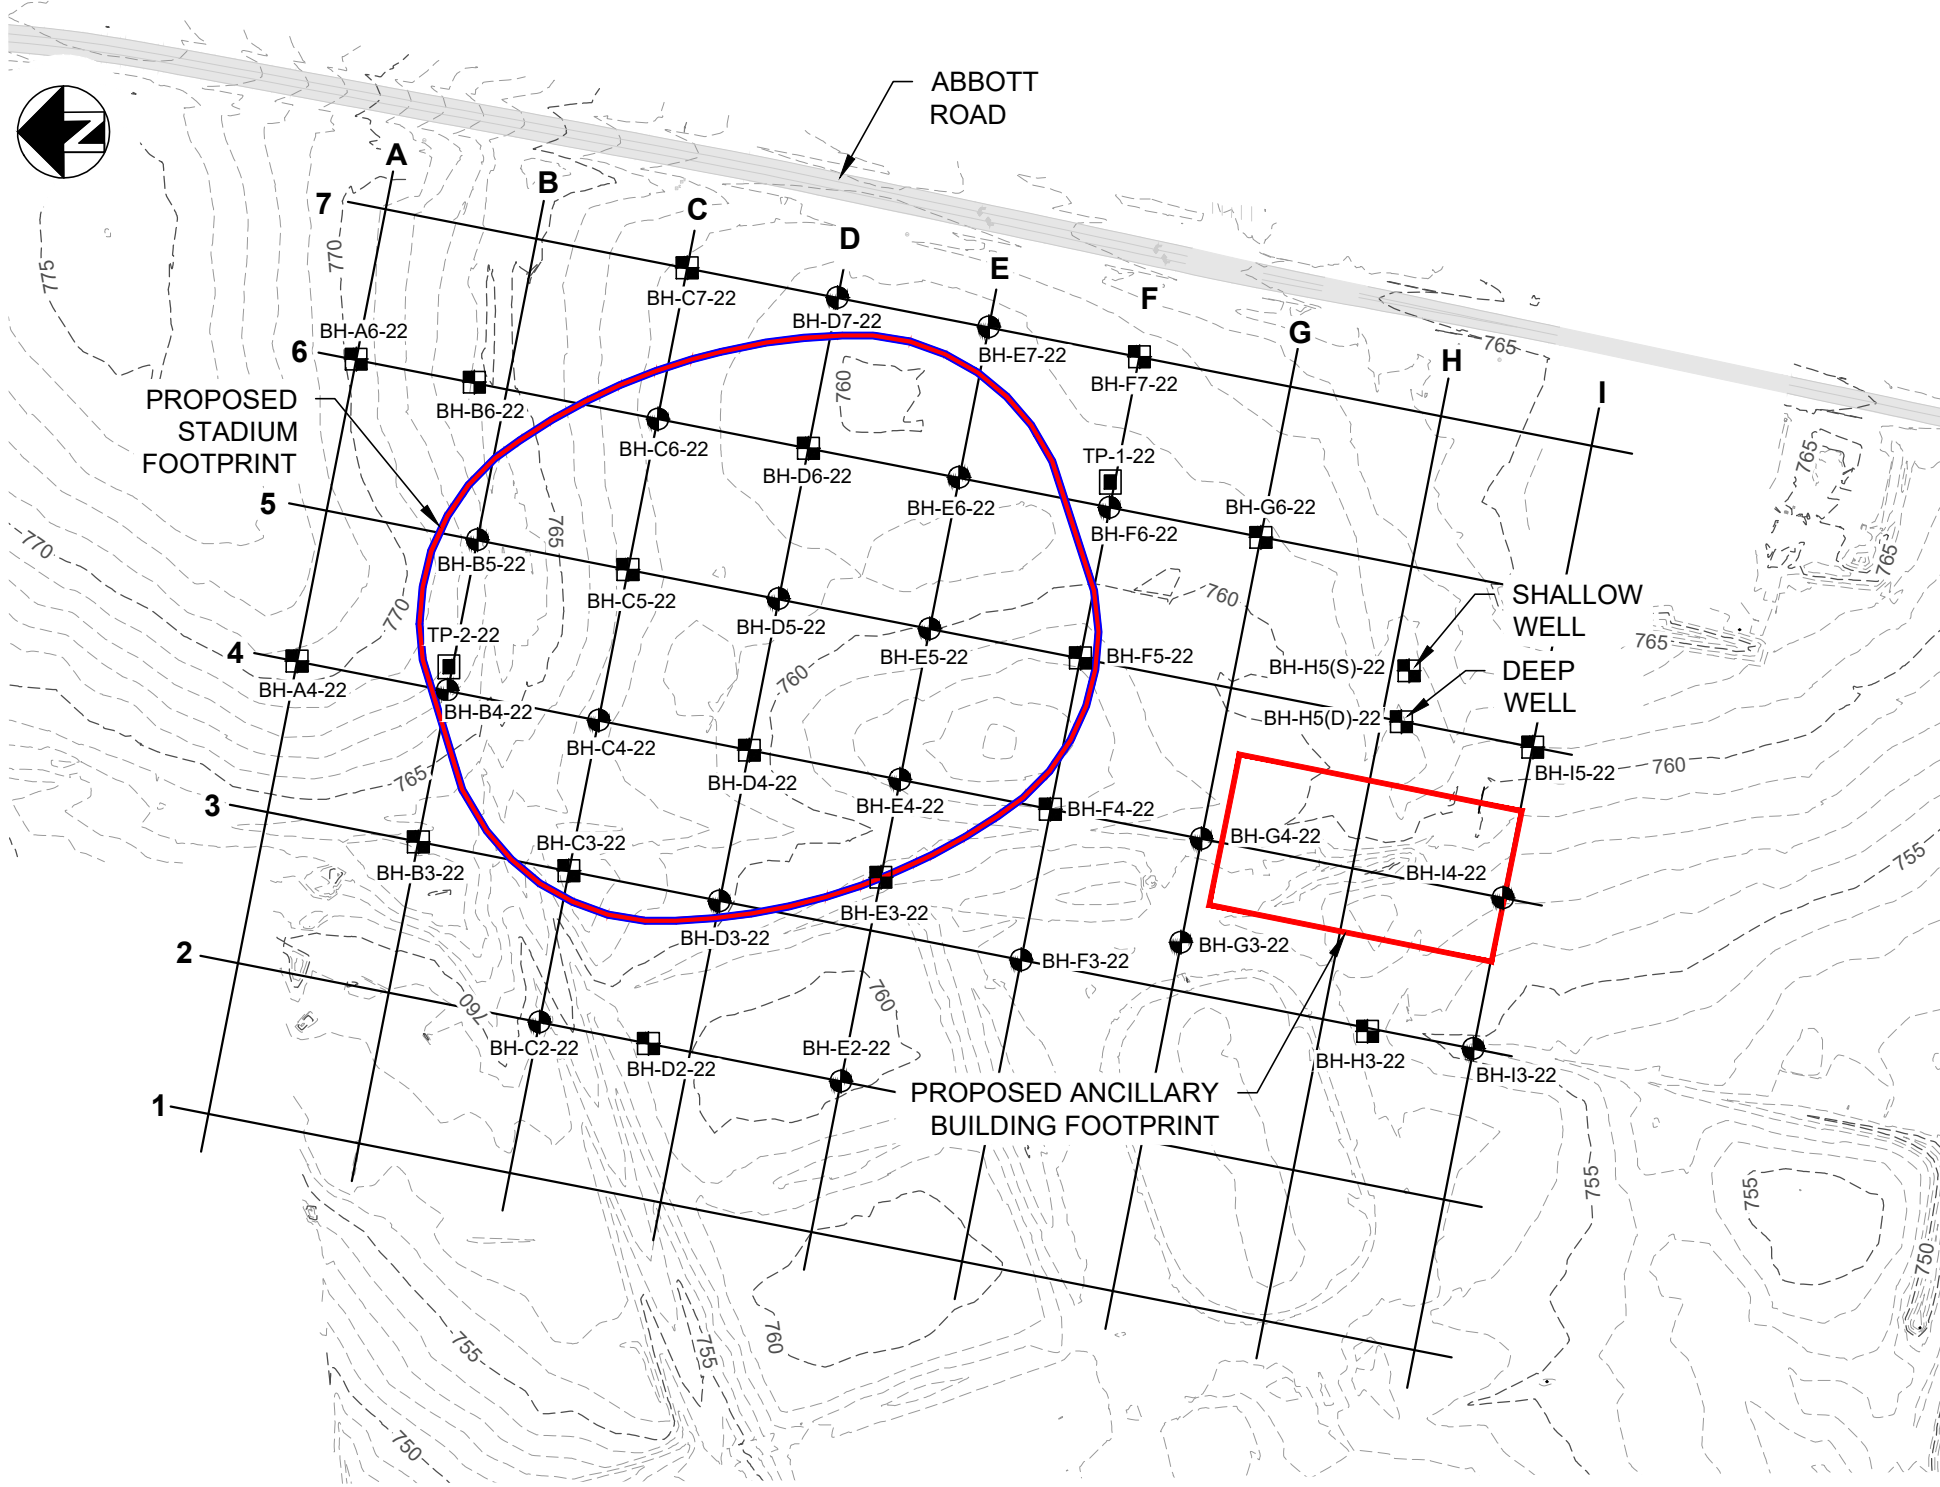 ABBOTT
ROAD
N
A
B
C
D
E
F
G
H
I
7
6
5
4
3
2
1
775
770
BH-C7-22
BH-D7-22
BH-E7-22
BH-F7-22
765
BH-A6-22
BH-B6-22
760
BH-C6-22
BH-D6-22
BH-E6-22
TP-1-22
BH-F6-22
BH-G6-22
765
765
PROPOSED
STADIUM
FOOTPRINT
770
770
765
BH-B5-22
BH-C5-22
BH-D5-22
BH-E5-22
BH-F5-22
760
SHALLOW
WELL
BH-H5(S)-22
DEEP
WELL
BH-H5(D)-22
BH-I5-22
765
760
TP-2-22
BH-A4-22
BH-B4-22
BH-C4-22
760
BH-D4-22
BH-E4-22
BH-F4-22
BH-G4-22
BH-I4-22
755
765
BH-B3-22
BH-C3-22
BH-D3-22
BH-E3-22
BH-F3-22
BH-G3-22
BH-H3-22
BH-I3-22
760
BH-C2-22
BH-D2-22
BH-E2-22
760
PROPOSED ANCILLARY
BUILDING FOOTPRINT
755
755
750
755
755
760
750